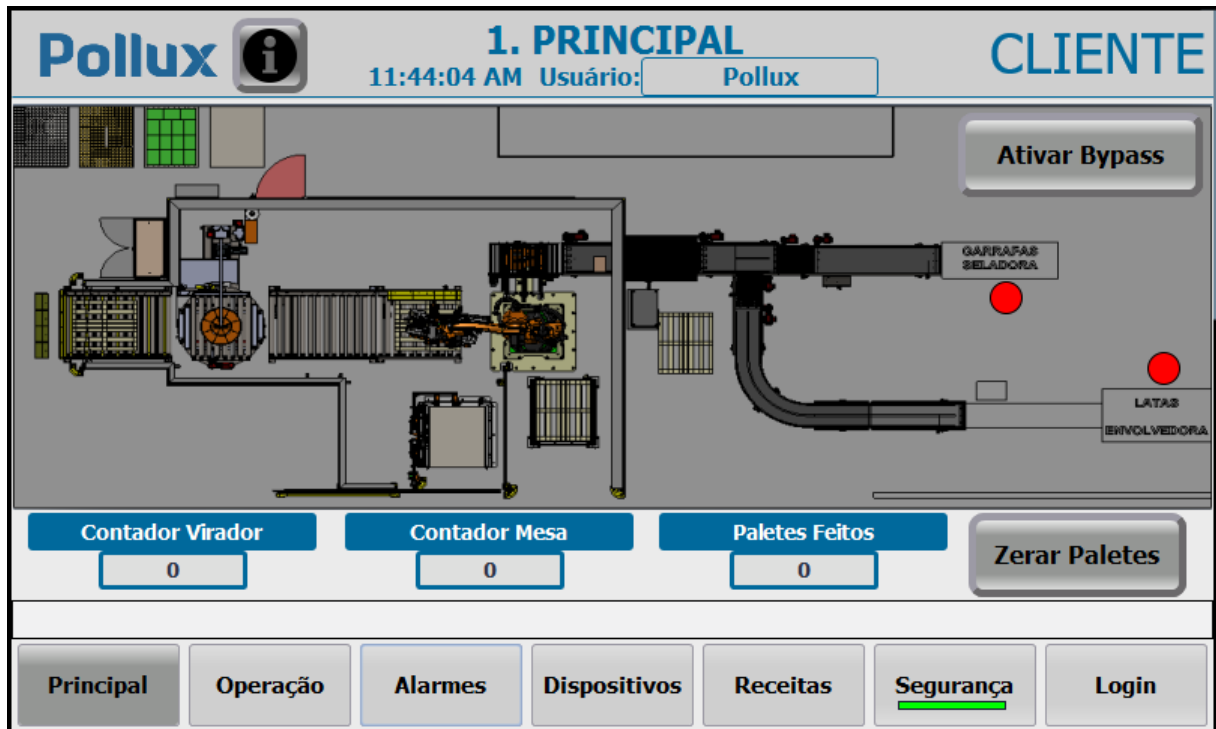 Pollux
1. PRINCIPAL
11:44:04 AM Usuário: Pollux
CLIENTE
Ativar Bypass
GARRAFAS
SELADORA
LATAS
ENVOLVEDORA
Contador Virador
Contador Mesa
Paletes Feitos
0
0
0
Zerar Paletes
Principal
Operação
Alarmes
Dispositivos
Receitas
Segurança
Login